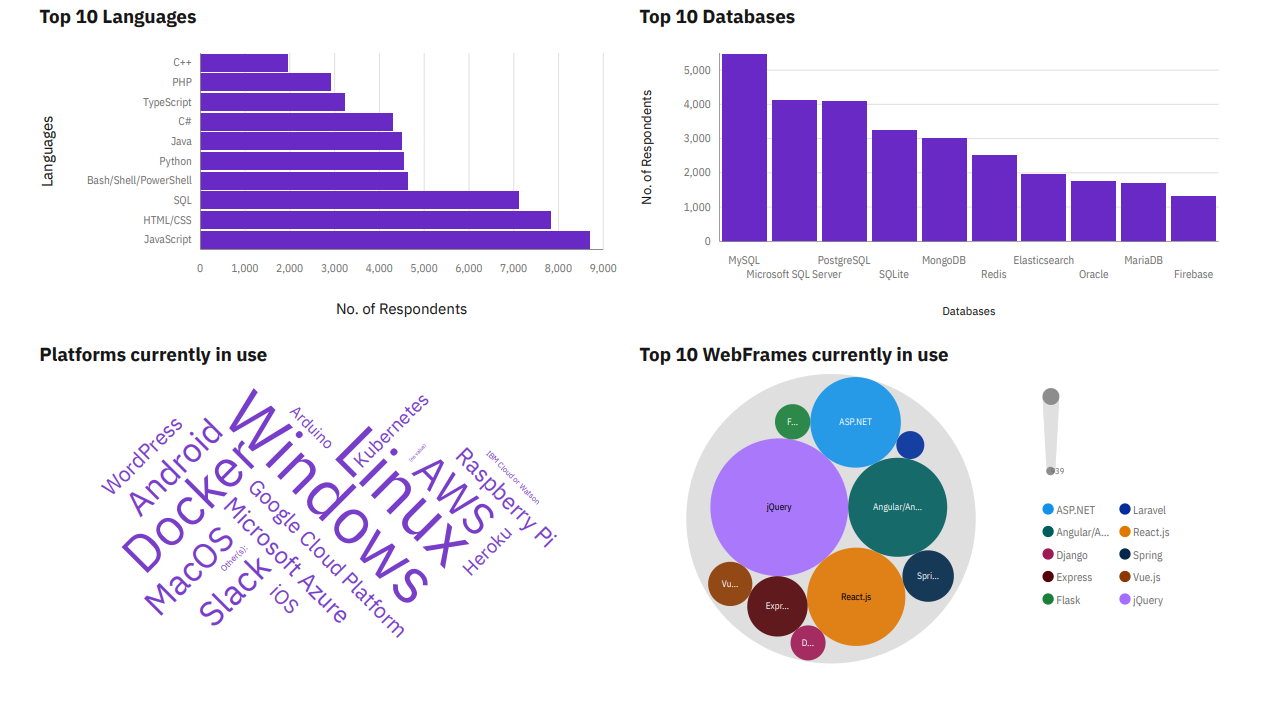 Top 10 Languages
Languages
C++
PHP
TypeScript
C#
Java
Python
Bash/Shell/PowerShell
SQL
HTML/CSS
JavaScript
0 1,000 2,000 3,000 4,000 5,000 6,000 7,000 8,000 9,000
No. of Respondents
Top 10 Databases
No. of Respondents
5,000
4,000
3,000
2,000
1,000
0
MySQL PostgreSQL MongoDB Elasticsearch MariaDB
Microsoft SQL Server SQLite Redis Oracle Firebase
Databases
Platforms currently in use
WordPress
Android
Docker
MacOS
Slack
Other(s):
Windows
Arduino
Kubernetes
(no value)
Linux
AWS
Raspberry Pi
IBM Cloud or Watson
Heroku
Google Cloud Platform
Microsoft Azure
iOS
Top 10 WebFrames currently in use
F...
ASP.NET
jQuery
Angular/An...
Vu...
Expr...
React.js
Spri...
D...
ASP.NET Laravel
Angular/A... React.js
Django Spring
Express Vue.js
Flask jQuery